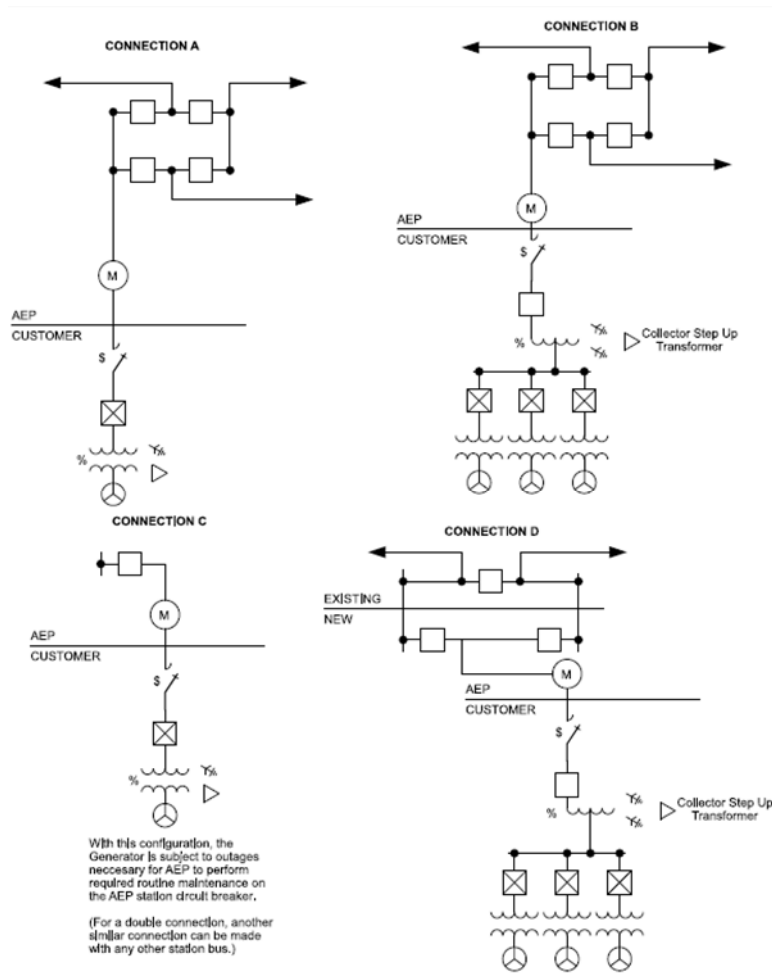 CONNECTION A
M
AEP
CUSTOMER
$
%
CONNECTION B
M
AEP
CUSTOMER
$
%
Collector Step Up
Transformer
CONNECTION C
M
AEP
CUSTOMER
$
%
With this configuration, the
Generator is subject to outages
neccesary for AEP to perform
required routine maintenance on
the AEP station circuit breaker.
(For a double connection, another
similar connection can be made
with any other station bus.)
CONNECTION D
EXISTING
NEW
M
AEP
CUSTOMER
$
%
Collector Step Up
Transformer